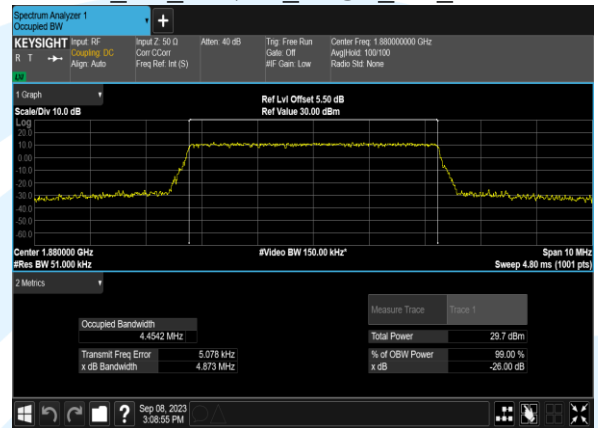 Spectrum Analyzer 1
Occupied BW
+
KEYSIGHT
R T
LV
Input: RF
Coupling: DC
Align: Auto
Input Z: 50 Ω
Corr CCorr
Freq Ref: Int (S)
Atten: 40 dB
Trig: Free Run
Gate: Off
#IF Gain: Low
Center Freq: 1.880000000 GHz
Avg|Hold: 100/100
Radio Std: None
1 Graph
Scale/Div 10.0 dB
Ref Lvl Offset 5.50 dB
Ref Value 30.00 dBm
Log
20.0
10.0
0.00
-10.0
-20.0
-30.0
-40.0
-50.0
-60.0
Center 1.880000 GHz
#Video BW 150.00 kHz*
Span 10 MHz
#Res BW 51.000 kHz
Sweep 4.80 ms (1001 pts)
2 Metrics
Measure Trace Trace 1
Occupied Bandwidth
4.4542 MHz
Total Power 29.7 dBm
Transmit Freq Error 5.078 kHz
% of OBW Power 99.00 %
x dB Bandwidth 4.873 MHz
x dB -26.00 dB
?
Sep 08, 2023
3:08:55 PM